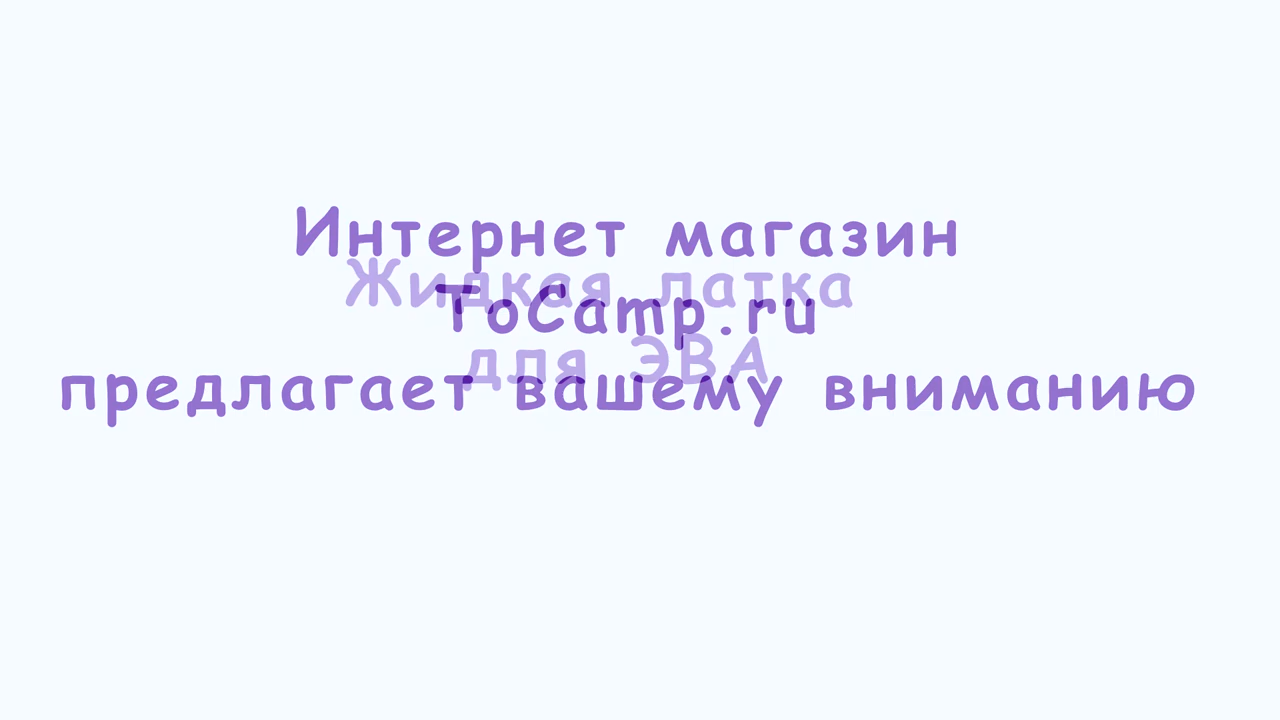 Интернет магазин
Жидкая латка
ToCamp.ru
для ЭВА
предлагает вашему вниманию